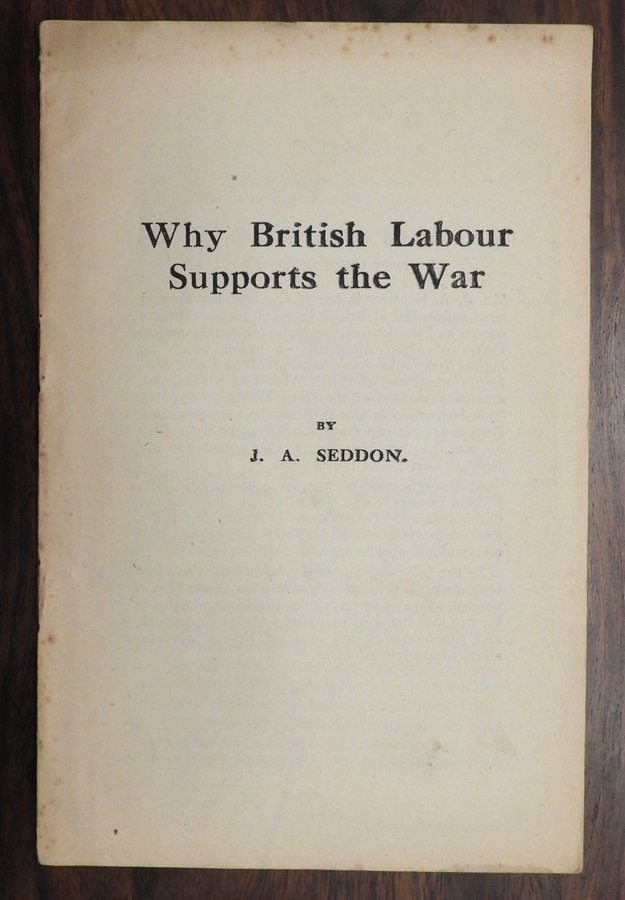 Why British Labour
Supports the War
BY
J. A. SEDDON.